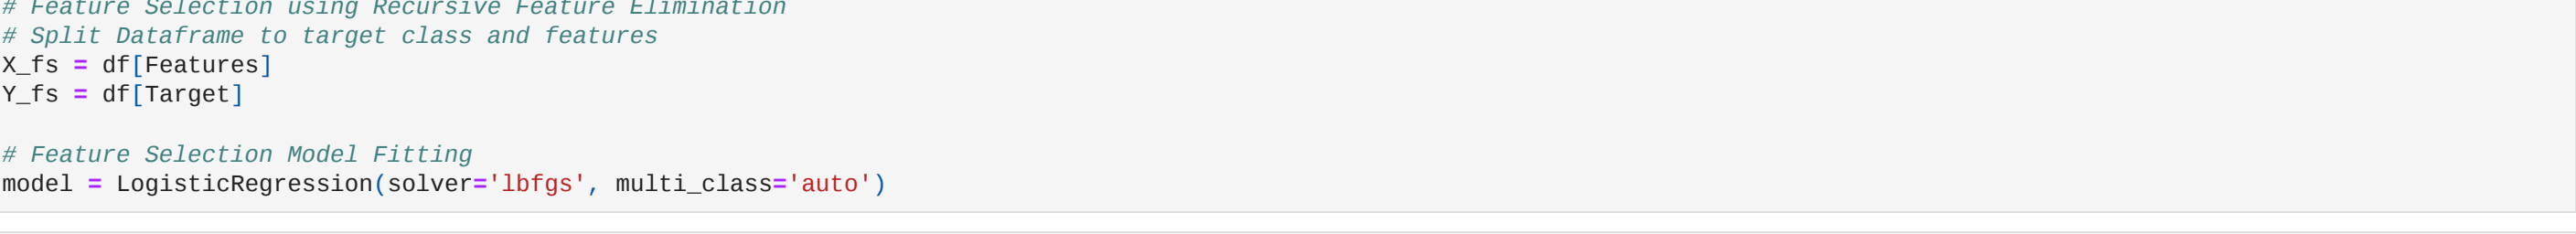 # Feature Selection using Recursive Feature Elimination
# Split Dataframe to target class and features
X_fs = df[Features]
Y_fs = df[Target]
# Feature Selection Model Fitting
model = LogisticRegression(solver='lbfgs', multi_class='auto')